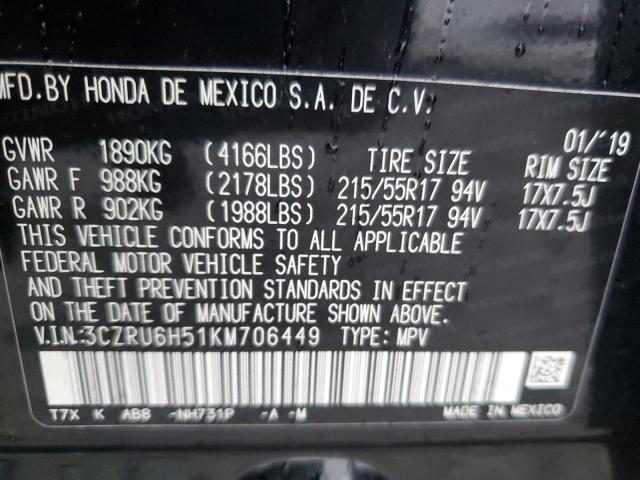 MFD.BY HONDA DE MEXICO S.A. DE C.V.
01/'19
GVWR 1890KG (4166LBS) TIRE SIZE RIM SIZE
GAWR F 988KG (2178LBS) 215/55R17 94V 17X7.5J
GAWR R 902KG (1988LBS) 215/55R17 94V 17X7.5J
THIS VEHICLE CONFORMS TO ALL APPLICABLE
FEDERAL MOTOR VEHICLE SAFETY
AND THEFT PREVENTION STANDARDS IN EFFECT
ON THE DATE OF MANUFACTURE SHOWN ABOVE.
V.I.N:3CZRU6H51KM706449 TYPE: MPV
T7X K ABB -NH731P -A -M MADE IN MEXICO